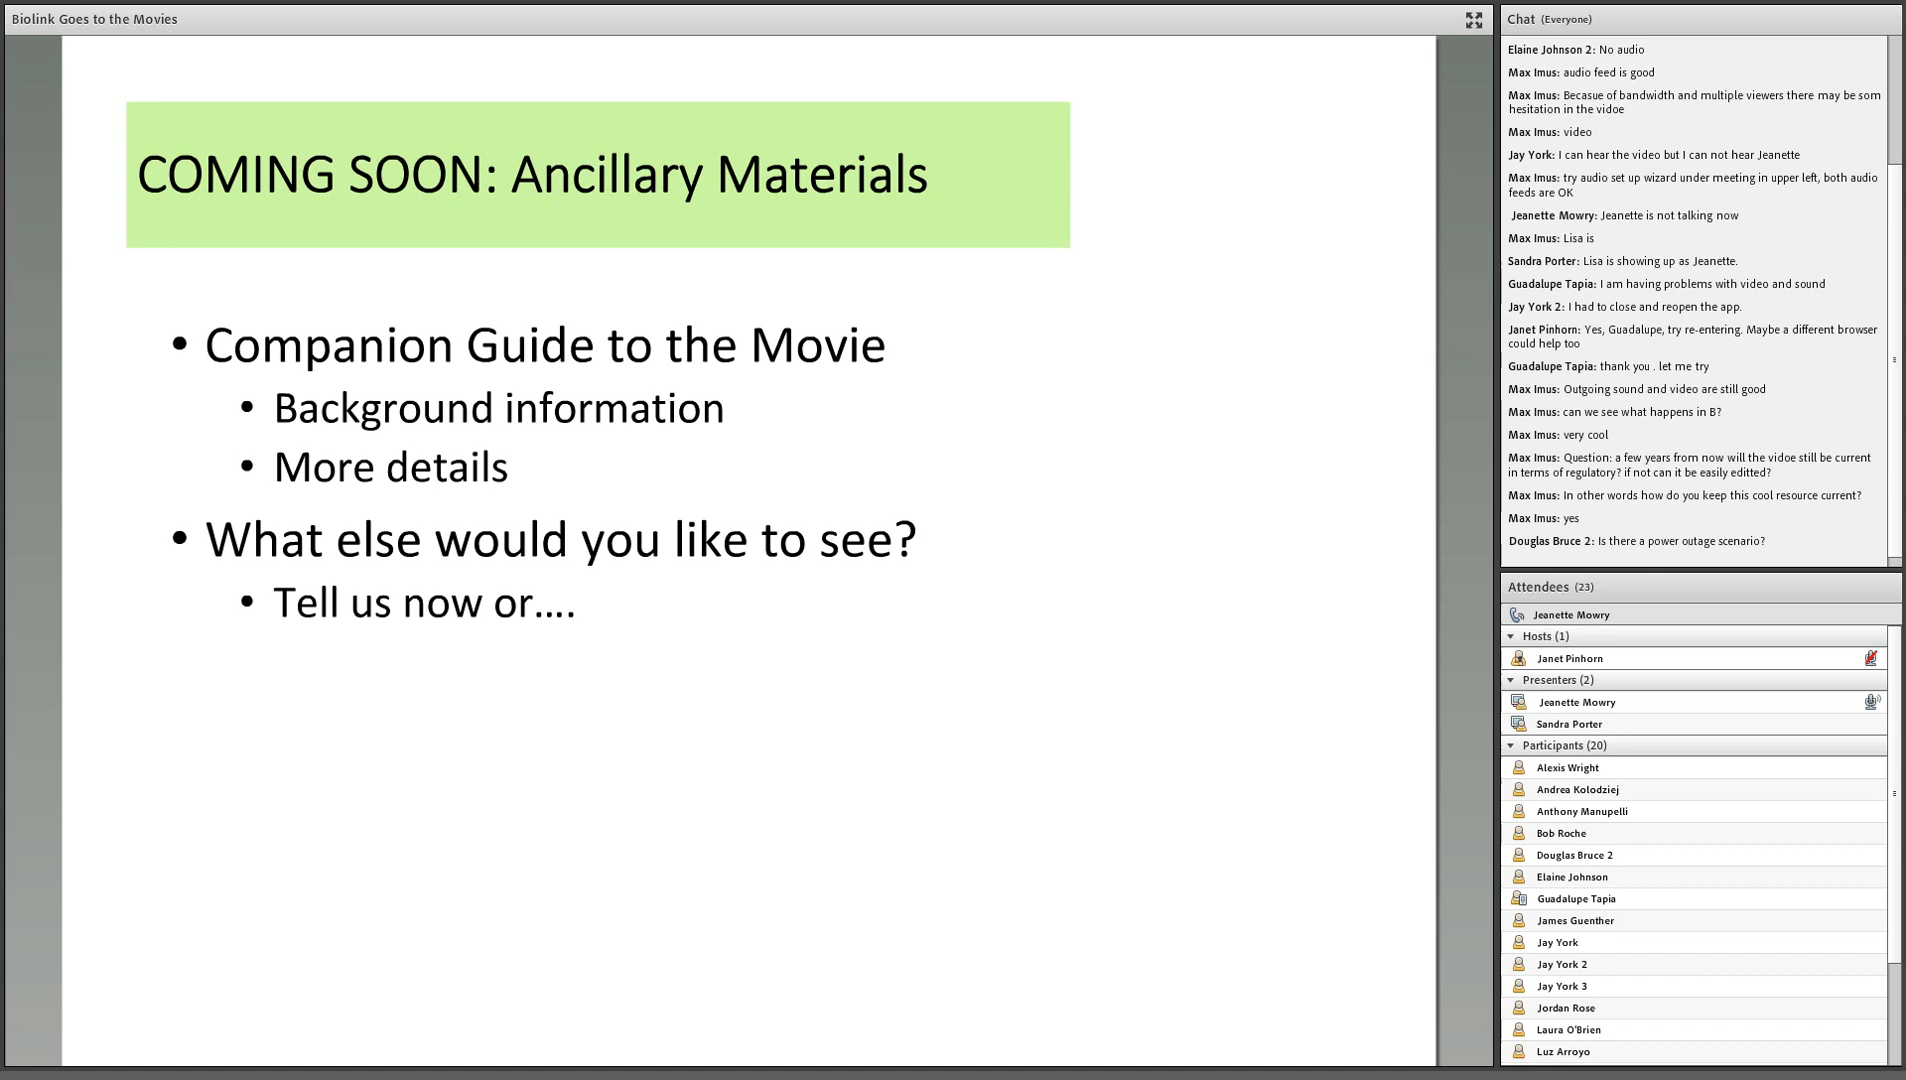 Biolink Goes to the Movies
COMING SOON: Ancillary Materials
• Companion Guide to the Movie
• Background information
• More details
• What else would you like to see?
• Tell us now or....
Chat (Everyone)
Elaine Johnson 2: No audio
Max Imus: audio feed is good
Max Imus: Becasue of bandwidth and multiple viewers there may be som
hesitation in the vidoe
Max Imus: video
Jay York: I can hear the video but I can not hear Jeanette
Max Imus: try audio set up wizard under meeting in upper left, both audio
feeds are OK
Jeanette Mowry: Jeanette is not talking now
Max Imus: Lisa is
Sandra Porter: Lisa is showing up as Jeanette.
Guadalupe Tapia: I am having problems with video and sound
Jay York 2: I had to close and reopen the app.
Janet Pinhorn: Yes, Guadalupe, try re-entering. Maybe a different browser
could help too
Guadalupe Tapia: thank you . let me try
Max Imus: Outgoing sound and video are still good
Max Imus: can we see what happens in B?
Max Imus: very cool
Max Imus: Question: a few years from now will the vidoe still be current
in terms of regulatory? if not can it be easily editted?
Max Imus: In other words how do you keep this cool resource current?
Max Imus: yes
Douglas Bruce 2: Is there a power outage scenario?
Attendees (23)
Jeanette Mowry
Hosts (1)
Janet Pinhorn
Presenters (2)
Jeanette Mowry
Sandra Porter
Participants (20)
Alexis Wright
Andrea Kolodziej
Anthony Manupelli
Bob Roche
Douglas Bruce 2
Elaine Johnson
Guadalupe Tapia
James Guenther
Jay York
Jay York 2
Jay York 3
Jordan Rose
Laura O'Brien
Luz Arroyo